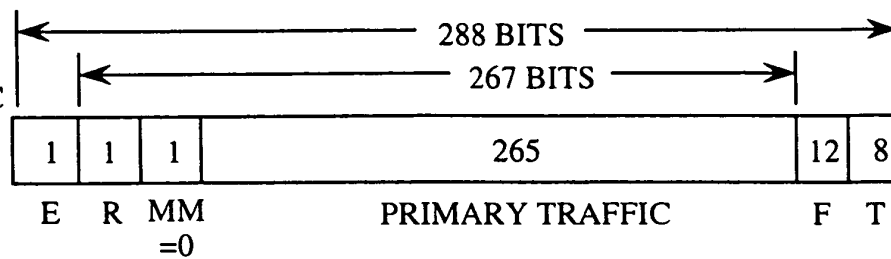 288 BITS
267 BITS
1 1 1 265 12 8
E R MM PRIMARY TRAFFIC F T
=0